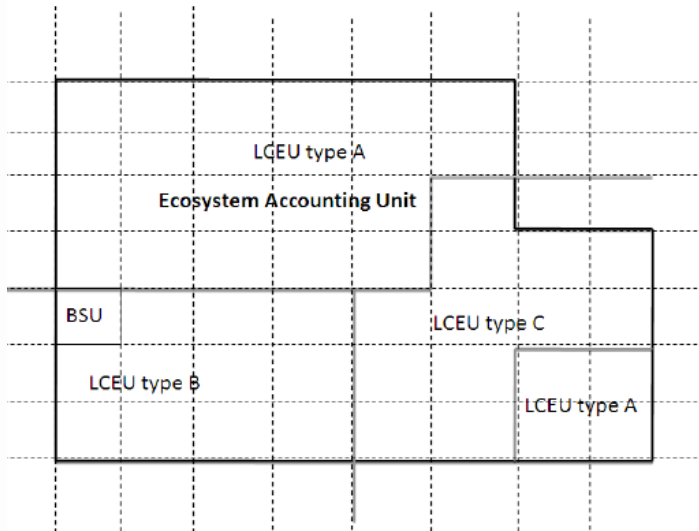 LCEU type A
Ecosystem Accounting Unit
BSU
LCEU type C
LCEU type B
LCEU type A